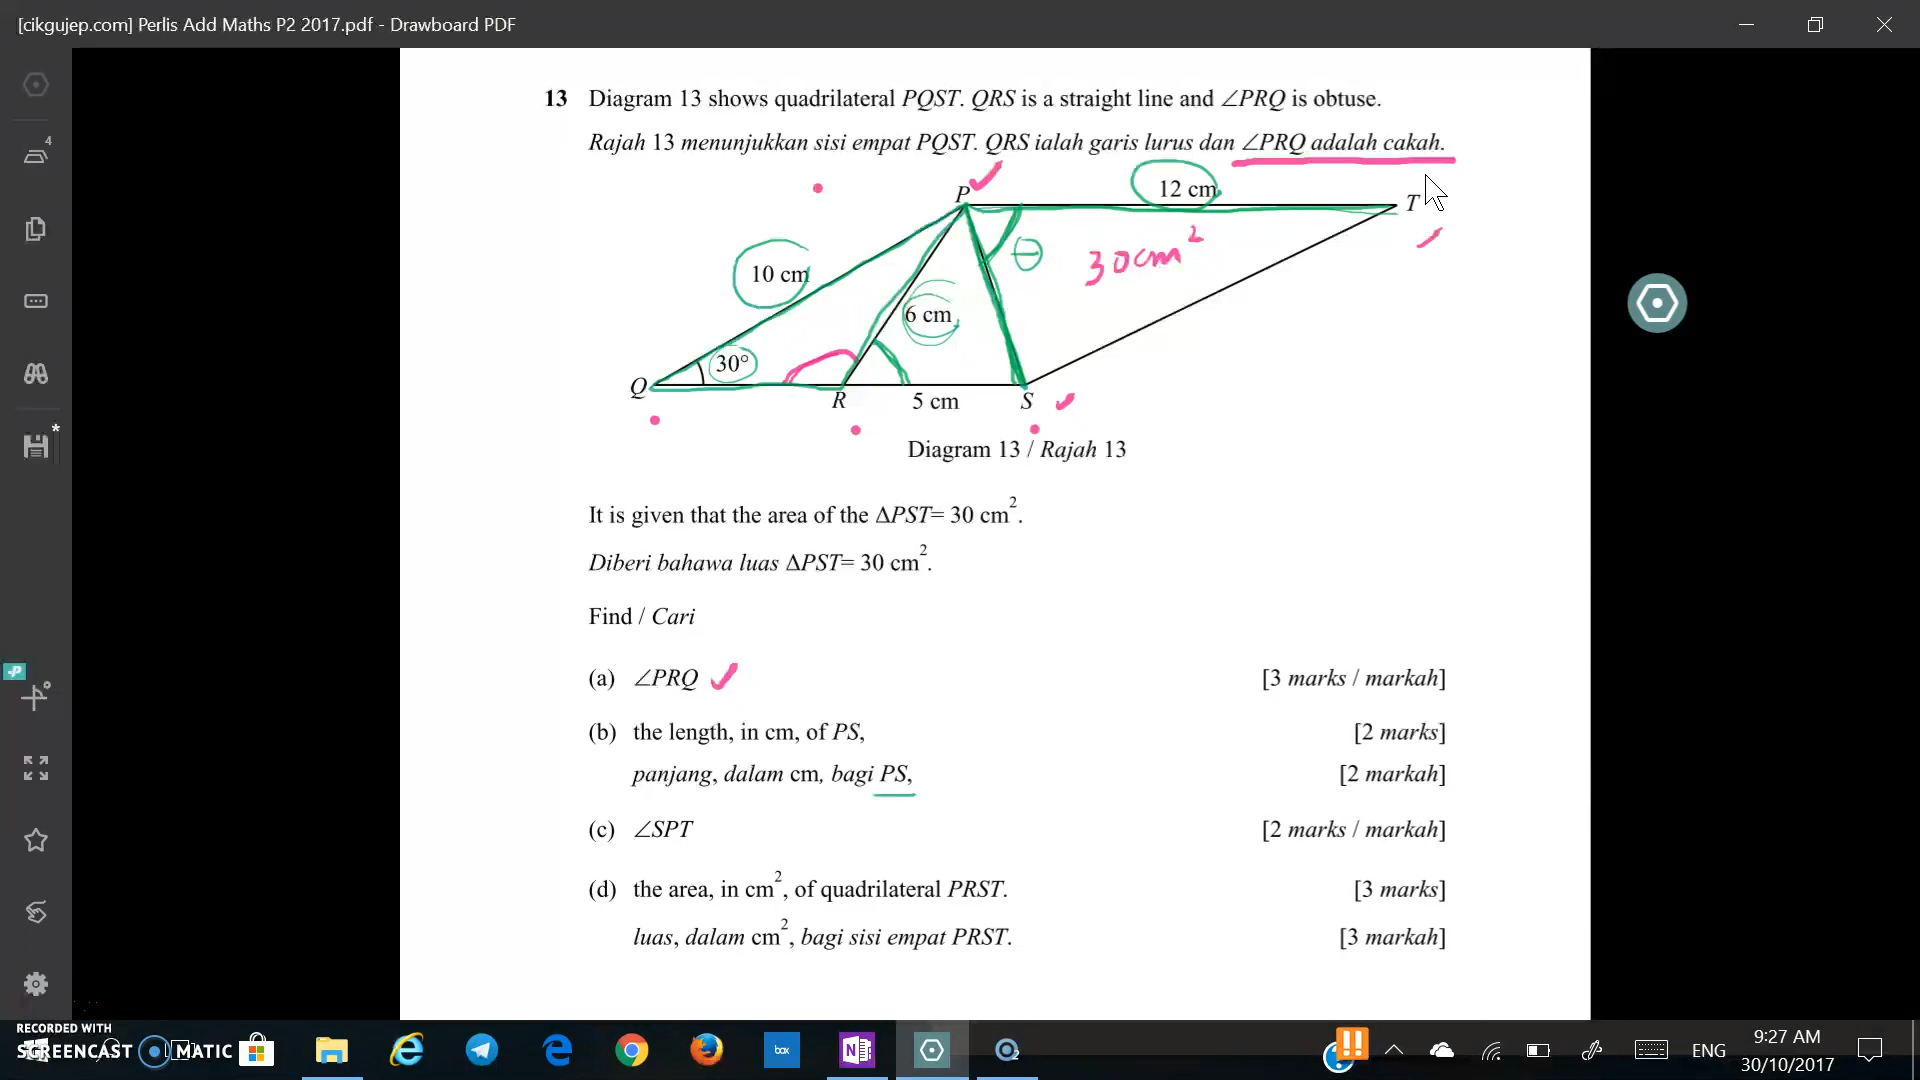 [cikgujep.com] Perlis Add Maths P2 2017.pdf - Drawboard PDF
4
13 Diagram 13 shows quadrilateral PQST. QRS is a straight line and ∠PRQ is obtuse.
Rajah 13 menunjukkan sisi empat PQST. QRS ialah garis lurus dan ∠PRQ adalah cakah.
P 12 cm T
10 cm θ 30cm²
6 cm
30°
Q R 5 cm S
Diagram 13 / Rajah 13
It is given that the area of the ΔPST= 30 cm².
Diberi bahawa luas ΔPST= 30 cm².
Find / Cari
(a) ∠PRQ [3 marks / markah]
(b) the length, in cm, of PS, [2 marks]
panjang, dalam cm, bagi PS, [2 markah]
(c) ∠SPT [2 marks / markah]
(d) the area, in cm², of quadrilateral PRST. [3 marks]
luas, dalam cm², bagi sisi empat PRST. [3 markah]
RECORDED WITH
SCREENCAST MATIC
box
N
ENG
9:27 AM
30/10/2017